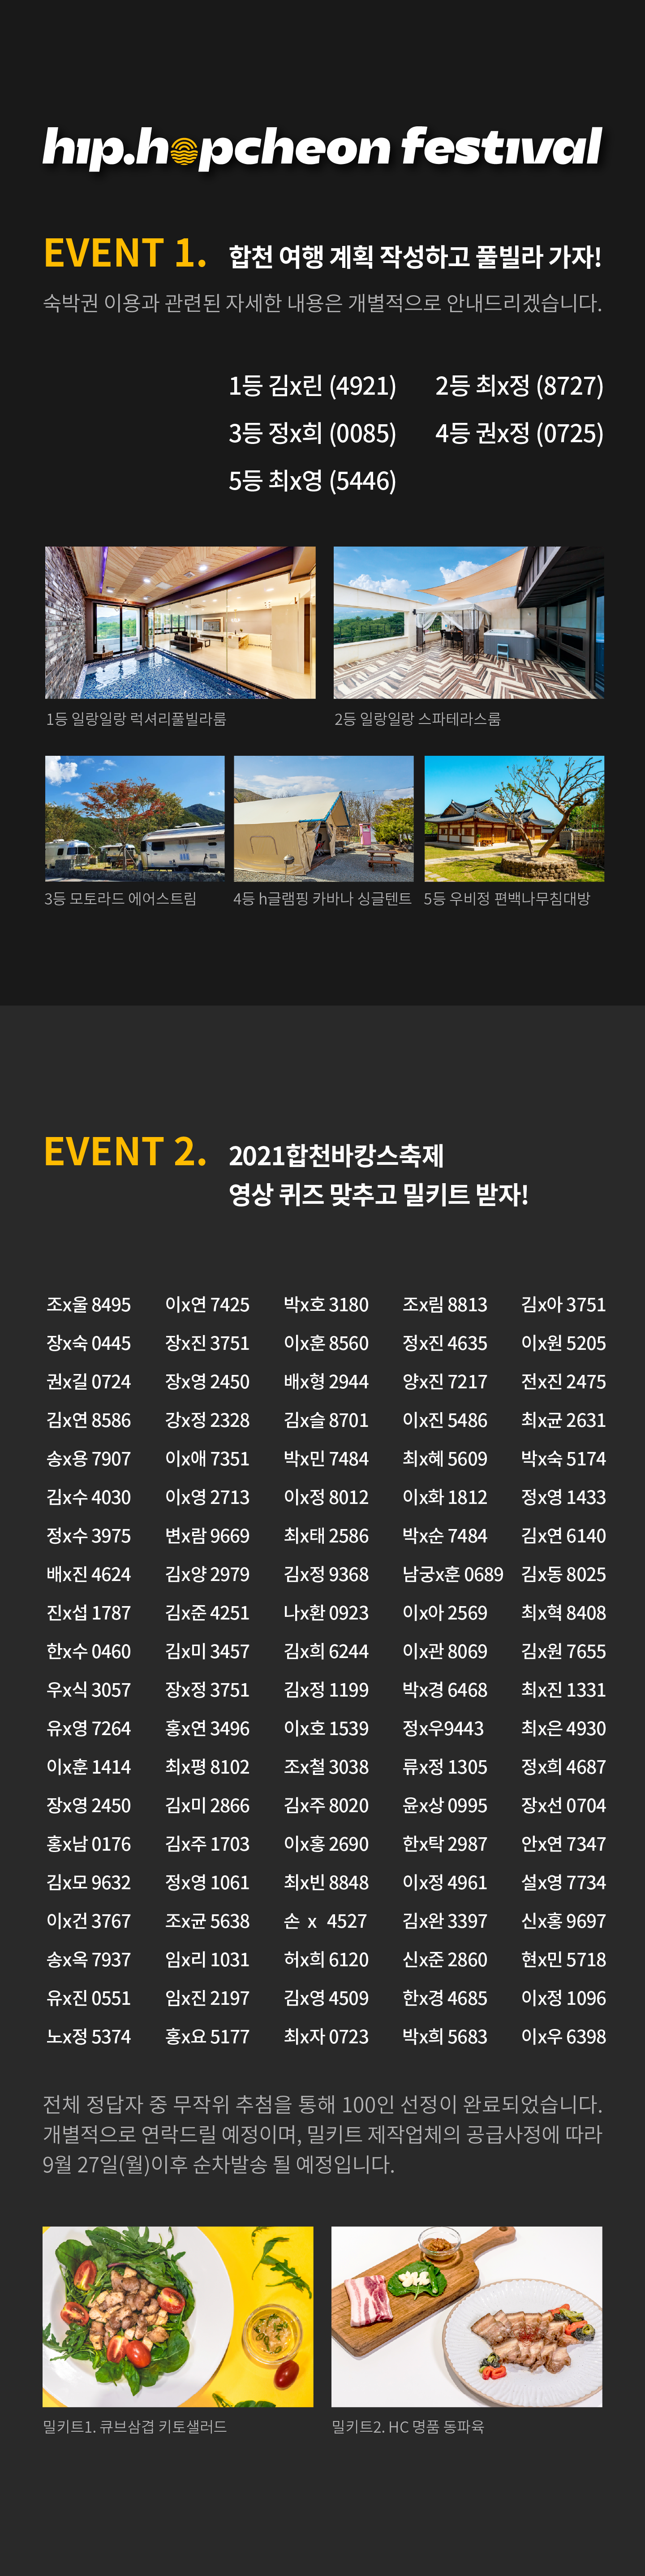 hip.hopcheon festival
EVENT 1. 합천 여행 계획 작성하고 풀빌라 가자!
숙박권 이용과 관련된 자세한 내용은 개별적으로 안내드리겠습니다.
1등 김x린 (4921) 2등 최x정 (8727)
3등 정x희 (0085) 4등 권x정 (0725)
5등 최x영 (5446)
1등 일랑일랑 럭셔리풀빌라룸 2등 일랑일랑 스파테라스룸
3등 모토라드 에어스트림 4등 h글램핑 카바나 싱글텐트 5등 우비정 편백나무침대방
EVENT 2. 2021합천바캉스축제
영상 퀴즈 맞추고 밀키트 받자!
조x울 8495 이x연 7425 박x호 3180 조x림 8813 김x아 3751
장x숙 0445 장x진 3751 이x훈 8560 정x진 4635 이x원 5205
권x길 0724 장x영 2450 배x형 2944 양x진 7217 전x진 2475
김x연 8586 강x정 2328 김x슬 8701 이x진 5486 최x균 2631
송x용 7907 이x애 7351 박x민 7484 최x혜 5609 박x숙 5174
김x수 4030 이x영 2713 이x정 8012 이x화 1812 정x영 1433
정x수 3975 변x람 9669 최x태 2586 박x순 7484 김x연 6140
배x진 4624 김x양 2979 김x정 9368 남궁x훈 0689 김x동 8025
진x섭 1787 김x준 4251 나x환 0923 이x아 2569 최x혁 8408
한x수 0460 김x미 3457 김x희 6244 이x관 8069 김x원 7655
우x식 3057 장x정 3751 김x정 1199 박x경 6468 최x진 1331
유x영 7264 홍x연 3496 이x호 1539 정x우9443 최x은 4930
이x훈 1414 최x평 8102 조x철 3038 류x정 1305 정x희 4687
장x영 2450 김x미 2866 김x주 8020 윤x상 0995 장x선 0704
홍x남 0176 김x주 1703 이x홍 2690 한x탁 2987 안x연 7347
김x모 9632 정x영 1061 최x빈 8848 이x정 4961 설x영 7734
이x건 3767 조x균 5638 손 x 4527 김x완 3397 신x홍 9697
송x옥 7937 임x리 1031 허x희 6120 신x준 2860 현x민 5718
유x진 0551 임x진 2197 김x영 4509 한x경 4685 이x정 1096
노x정 5374 홍x요 5177 최x자 0723 박x희 5683 이x우 6398
전체 정답자 중 무작위 추첨을 통해 100인 선정이 완료되었습니다.
개별적으로 연락드릴 예정이며, 밀키트 제작업체의 공급사정에 따라
9월 27일(월)이후 순차발송 될 예정입니다.
밀키트1. 큐브삼겹 키토샐러드 밀키트2. HC 명품 동파육